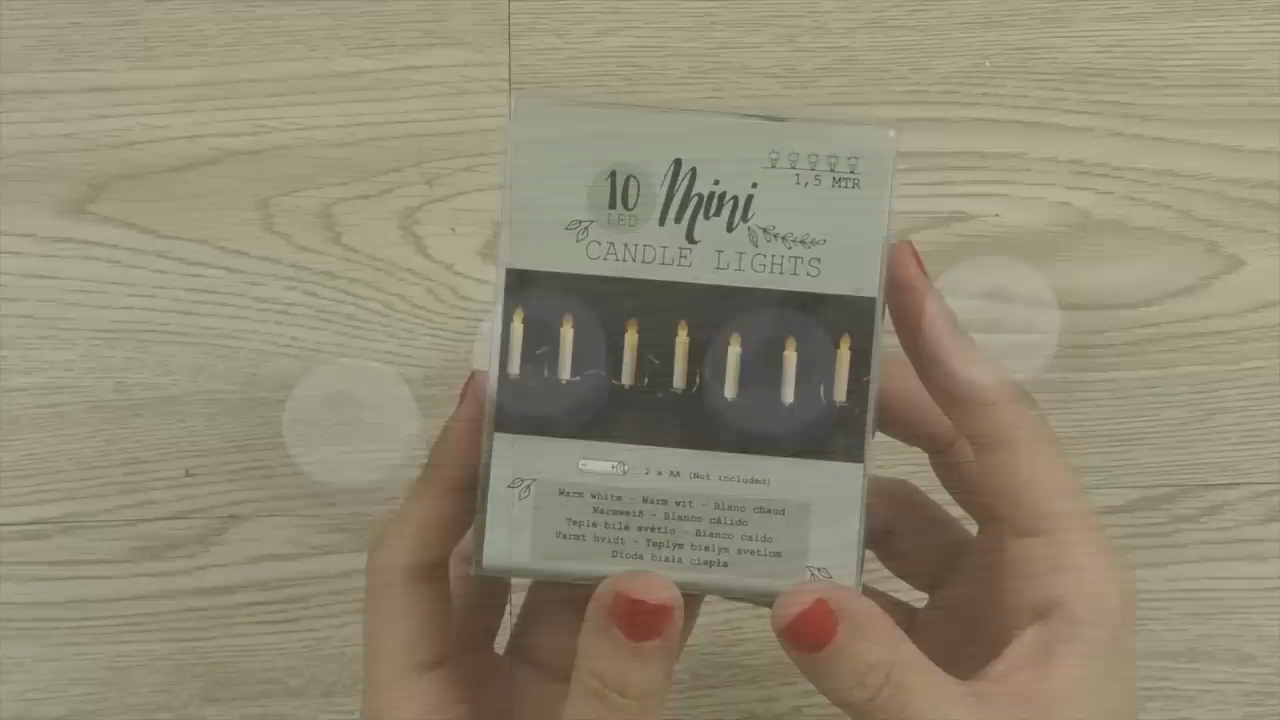 1,5 MTR
10 Mini
LED
CANDLE LIGHTS
2 x AA (Not included)
Warm white - Warm wit - Blanc chaud
Warmweiß - Blanco cálido
Teplé bílé světlo - Bianco caldo
Varmt hvidt - Teplym bielym svetlom
Dioda biała ciepła